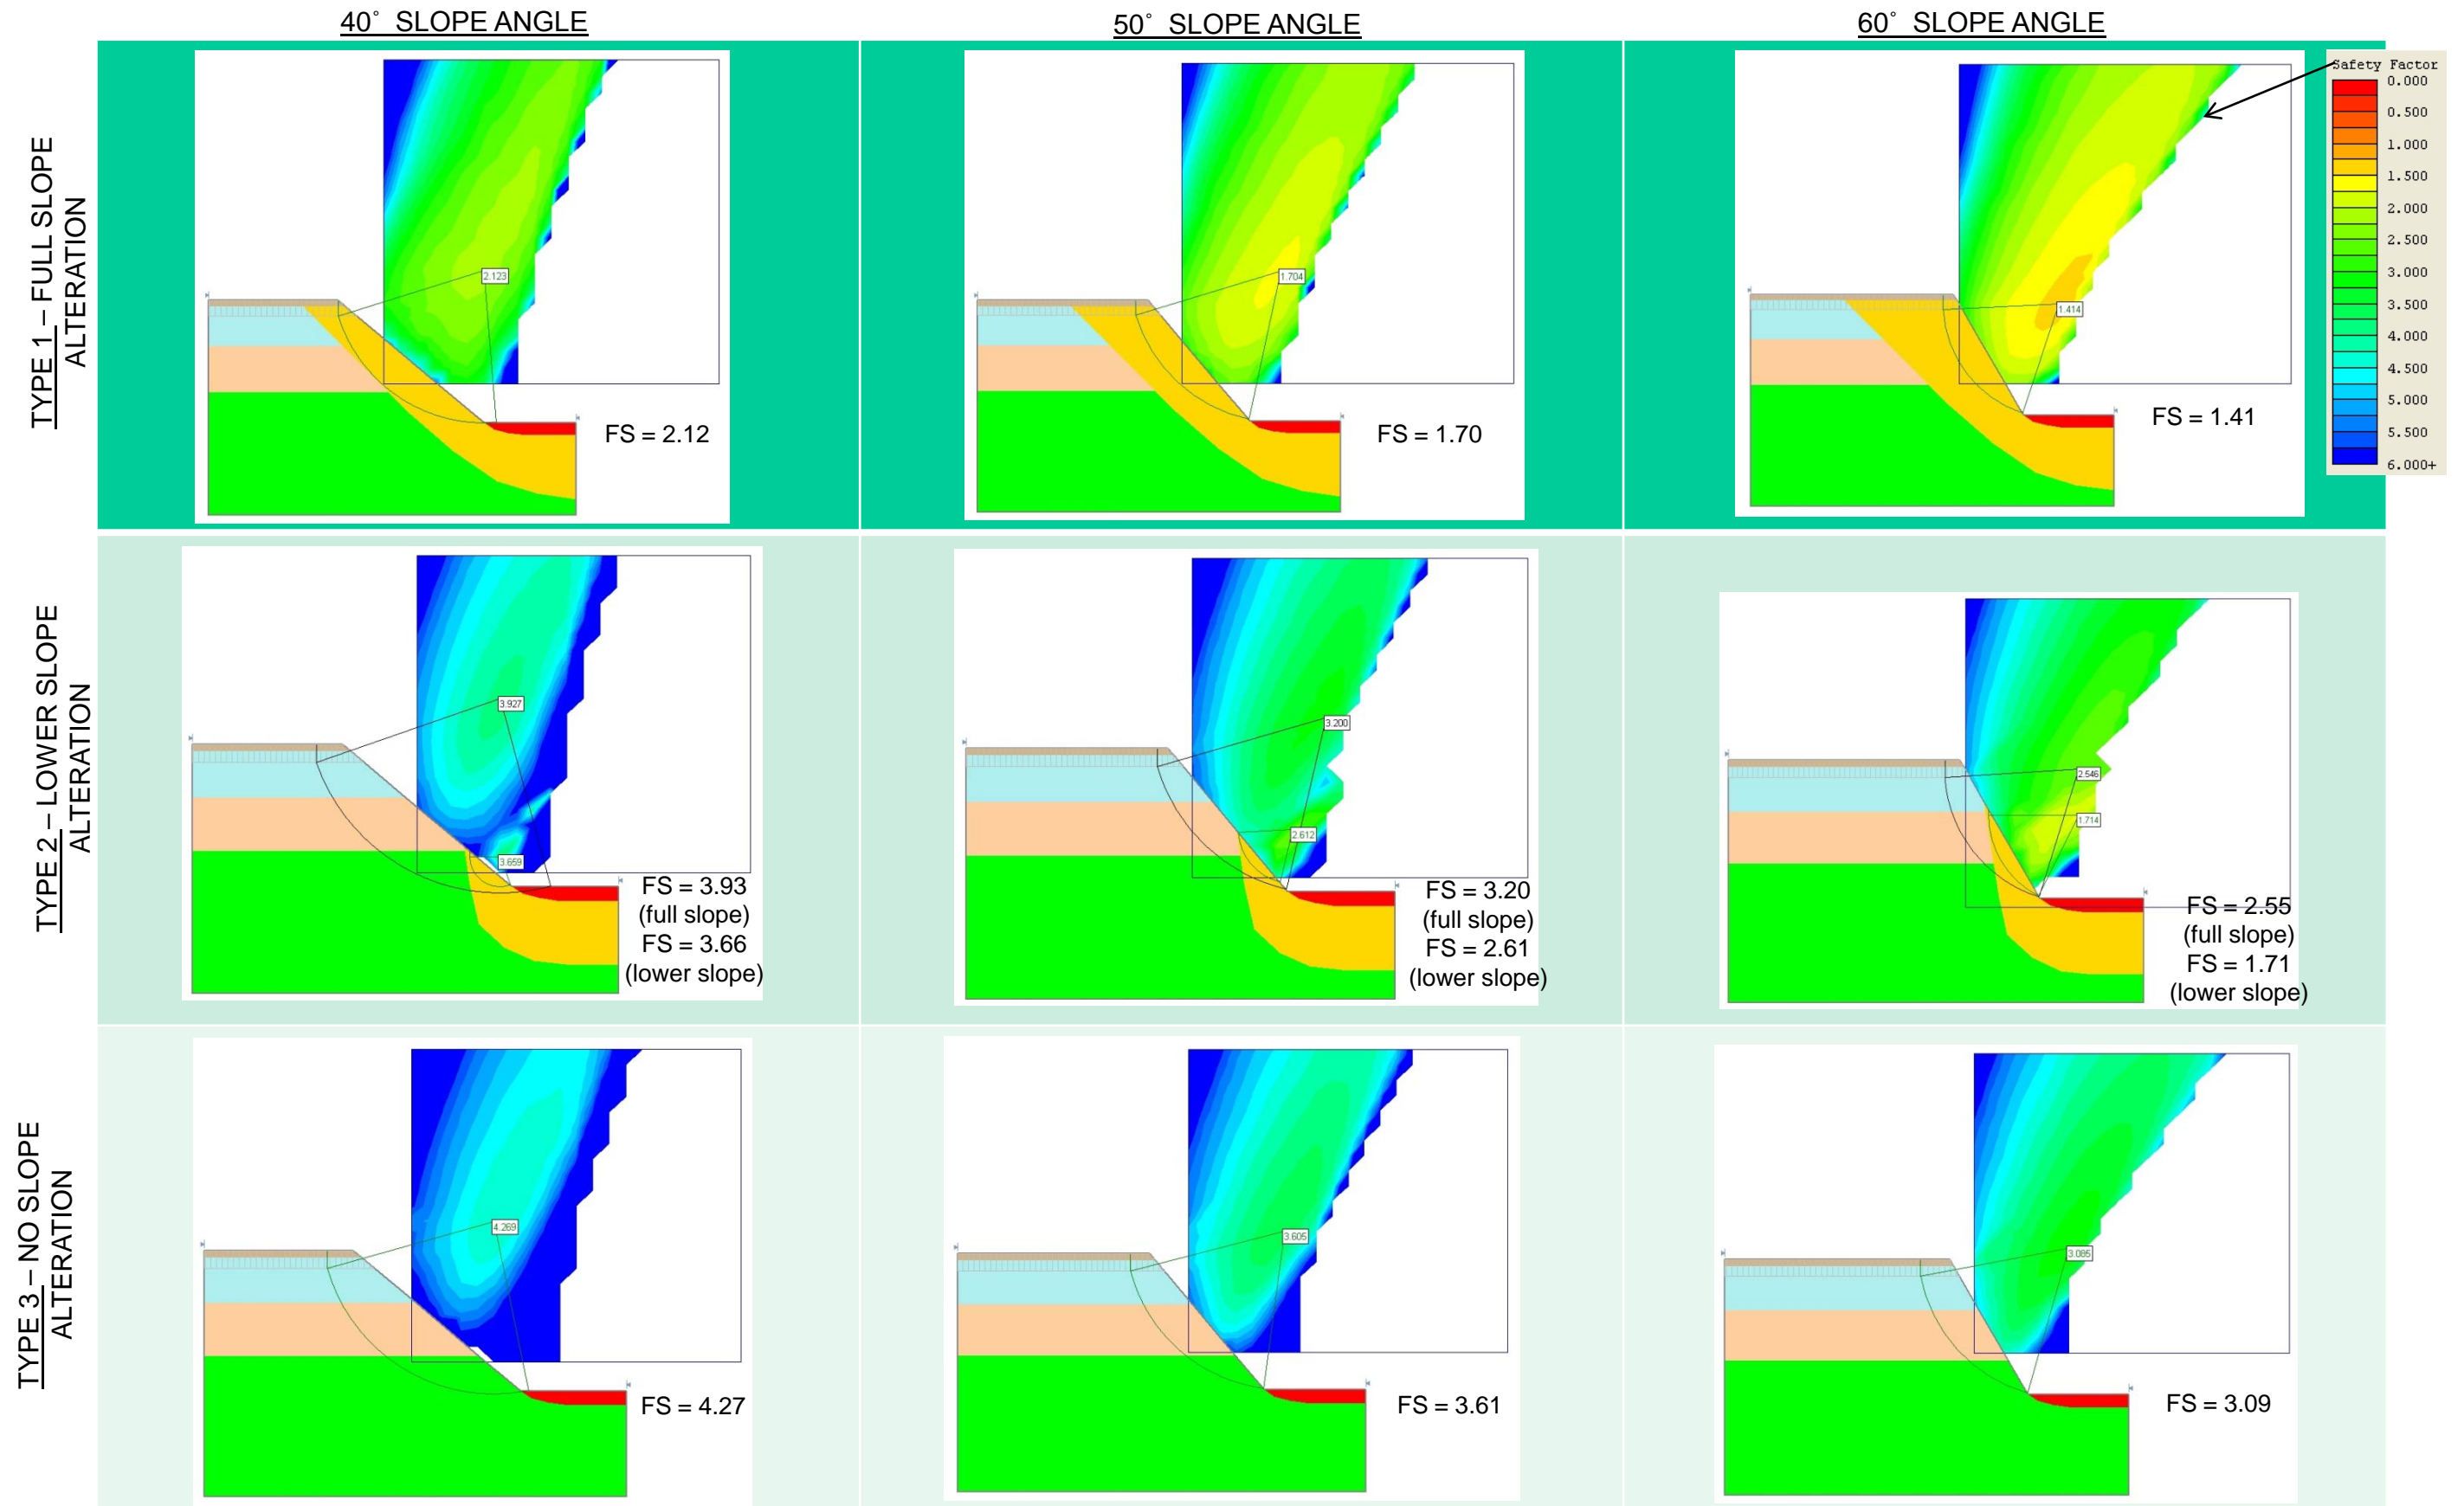 40° SLOPE ANGLE
50° SLOPE ANGLE
60° SLOPE ANGLE
TYPE 1 – FULL SLOPE
ALTERATION
2.123
FS = 2.12
1.704
FS = 1.70
1.414
FS = 1.41
Safety Factor
0.000
0.500
1.000
1.500
2.000
2.500
3.000
3.500
4.000
4.500
5.000
5.500
6.000+
TYPE 2 – LOWER SLOPE
ALTERATION
3.927
3.659
FS = 3.93
(full slope)
FS = 3.66
(lower slope)
3.200
2.612
FS = 3.20
(full slope)
FS = 2.61
(lower slope)
2.546
1.714
FS = 2.55
(full slope)
FS = 1.71
(lower slope)
TYPE 3 – NO SLOPE
ALTERATION
4.269
FS = 4.27
3.605
FS = 3.61
3.085
FS = 3.09